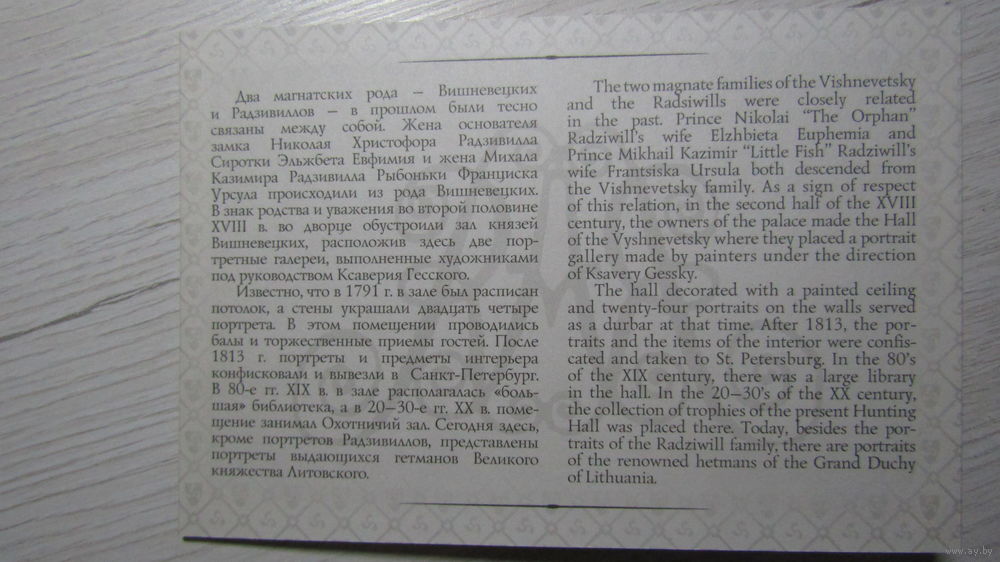 Два магнатских рода – Вишневецких
и Радзивиллов – в прошлом были тесно
связаны между собой. Жена основателя
замка Николая Христофора Радзивилла
Сиротки Эльжбета Евфимия и жена Михала
Казимира Радзивилла Рыбоньки Франциска
Урсула происходили из рода Вишневецких.
В знак родства и уважения во второй половине
XVIII в. во дворце обустроили зал князей
Вишневецких, расположив здесь две пор-
третные галереи, выполненные художниками
под руководством Ксаверия Гесского.
Известно, что в 1791 г. в зале был расписан
потолок, а стены украшали двадцать четыре
портрета. В этом помещении проводились
балы и торжественные приемы гостей. После
1813 г. портреты и предметы интерьера
конфисковали и вывезли в Санкт-Петербург.
В 80-е гг. XIX в. в зале располагалась «боль-
шая» библиотека, а в 20–30-е гг. XX в. поме-
щение занимал Охотничий зал. Сегодня здесь,
кроме портретов Радзивиллов, представлены
портреты выдающихся гетманов Великого
княжества Литовского.
The two magnate families of the Vishnevetsky
and the Radsiwills were closely related
in the past. Prince Nikolai “The Orphan”
Radziwill’s wife Elzhbieta Euphemia and
Prince Mikhail Kazimir “Little Fish” Radziwill’s
wife Frantsiska Ursula both descended from
the Vishnevetsky family. As a sign of respect
of this relation, in the second half of the XVIII
century, the owners of the palace made the Hall
of the Vyshnevetsky where they placed a portrait
gallery made by painters under the direction
of Ksavery Gessky.
The hall decorated with a painted ceiling
and twenty-four portraits on the walls served
as a durbar at that time. After 1813, the por-
traits and the items of the interior were confis-
cated and taken to St. Petersburg. In the 80’s
of the XIX century, there was a large library
in the hall. In the 20–30’s of the XX century,
the collection of trophies of the present Hunting
Hall was placed there. Today, besides the por-
traits of the Radziwill family, there are portraits
of the renowned hetmans of the Grand Duchy
of Lithuania.
www.ay.by